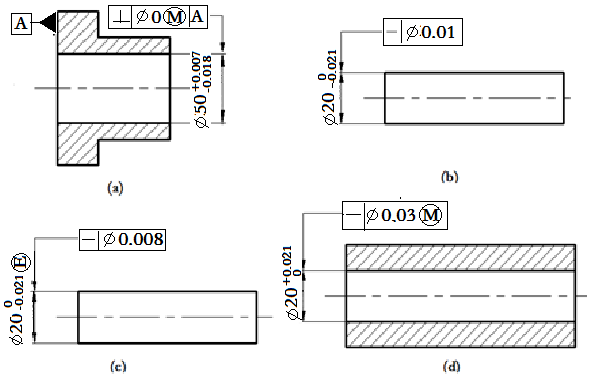 A
⊥ ∅0 Ⓜ A
∅50 +0.007 -0.018
(a)
— ∅0.01
∅20 0 -0.021
(b)
— ∅0.008
∅20 0 -0.021 Ⓔ
(c)
— ∅0.03 Ⓜ
∅20 +0.021 0
(d)